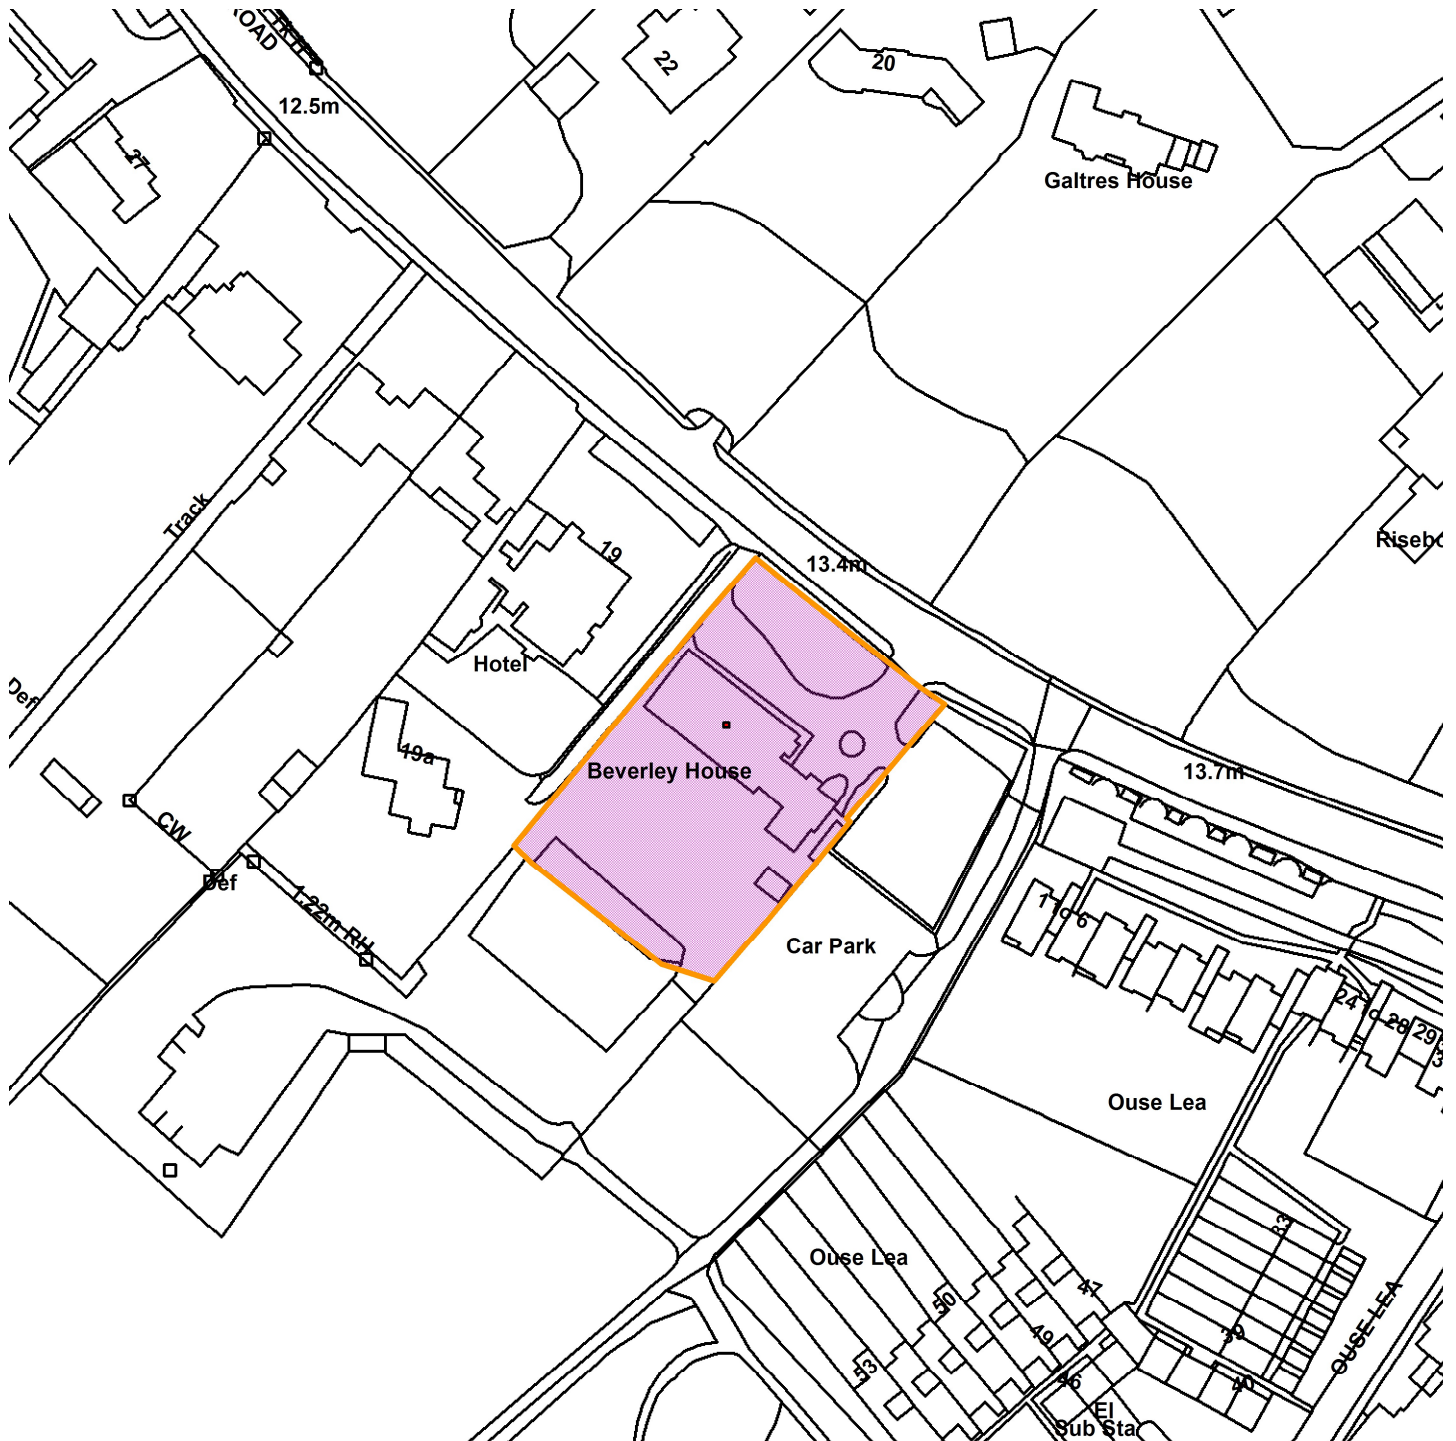 ROAD
12.5m
22
20
27
Galtres House
Track
19
13.4m
Hotel
Def
19a
Beverley House
13.7m
CW
Def
1.22m RH
Car Park
1 to 6
24 to 28
29
Ouse Lea
33
Ouse Lea
50
47
49
39
53
46
40
El
Sub Sta
OUSE LEA